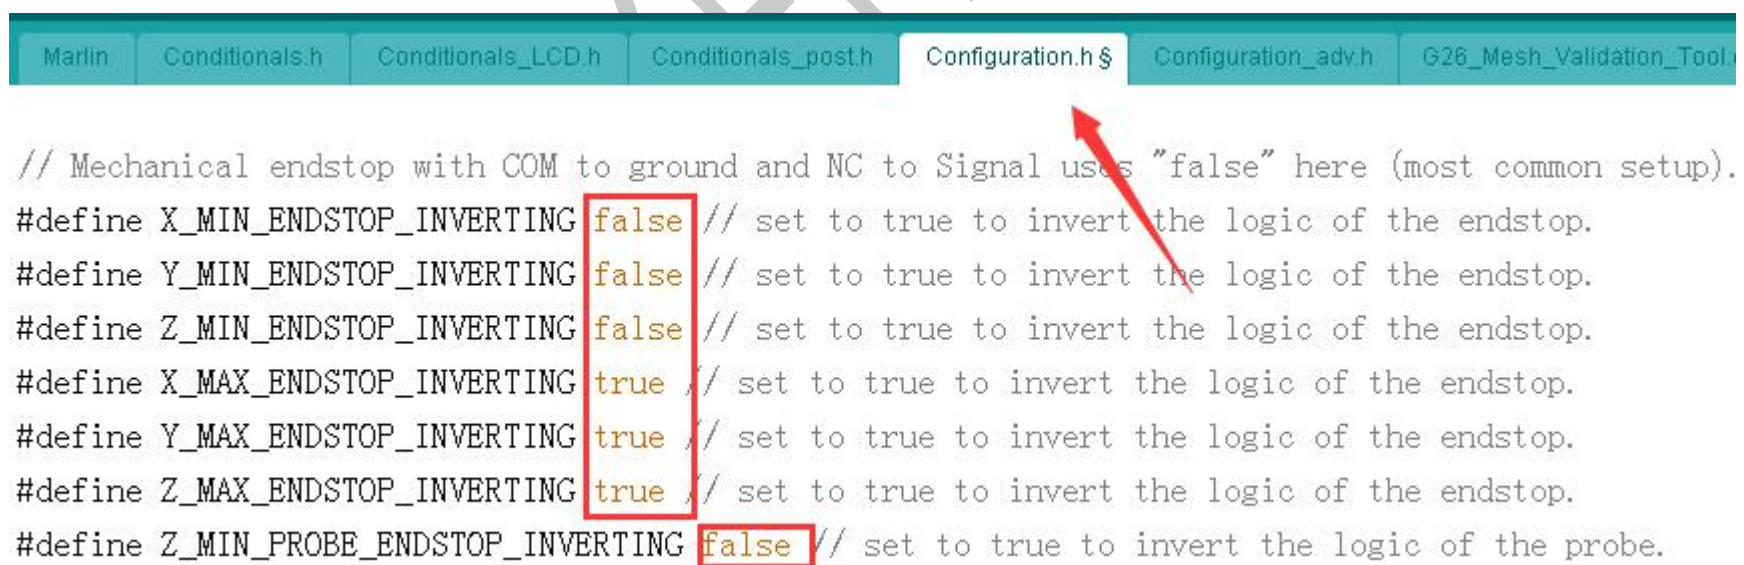 Marlin Conditionals.h Conditionals_LCD.h Conditionals_post.h Configuration.h § Configuration_adv.h G26_Mesh_Validation_Tool.
// Mechanical endstop with COM to ground and NC to Signal uses "false" here (most common setup).
#define X_MIN_ENDSTOP_INVERTING false // set to true to invert the logic of the endstop.
#define Y_MIN_ENDSTOP_INVERTING false // set to true to invert the logic of the endstop.
#define Z_MIN_ENDSTOP_INVERTING false // set to true to invert the logic of the endstop.
#define X_MAX_ENDSTOP_INVERTING true // set to true to invert the logic of the endstop.
#define Y_MAX_ENDSTOP_INVERTING true // set to true to invert the logic of the endstop.
#define Z_MAX_ENDSTOP_INVERTING true // set to true to invert the logic of the endstop.
#define Z_MIN_PROBE_ENDSTOP_INVERTING false // set to true to invert the logic of the probe.